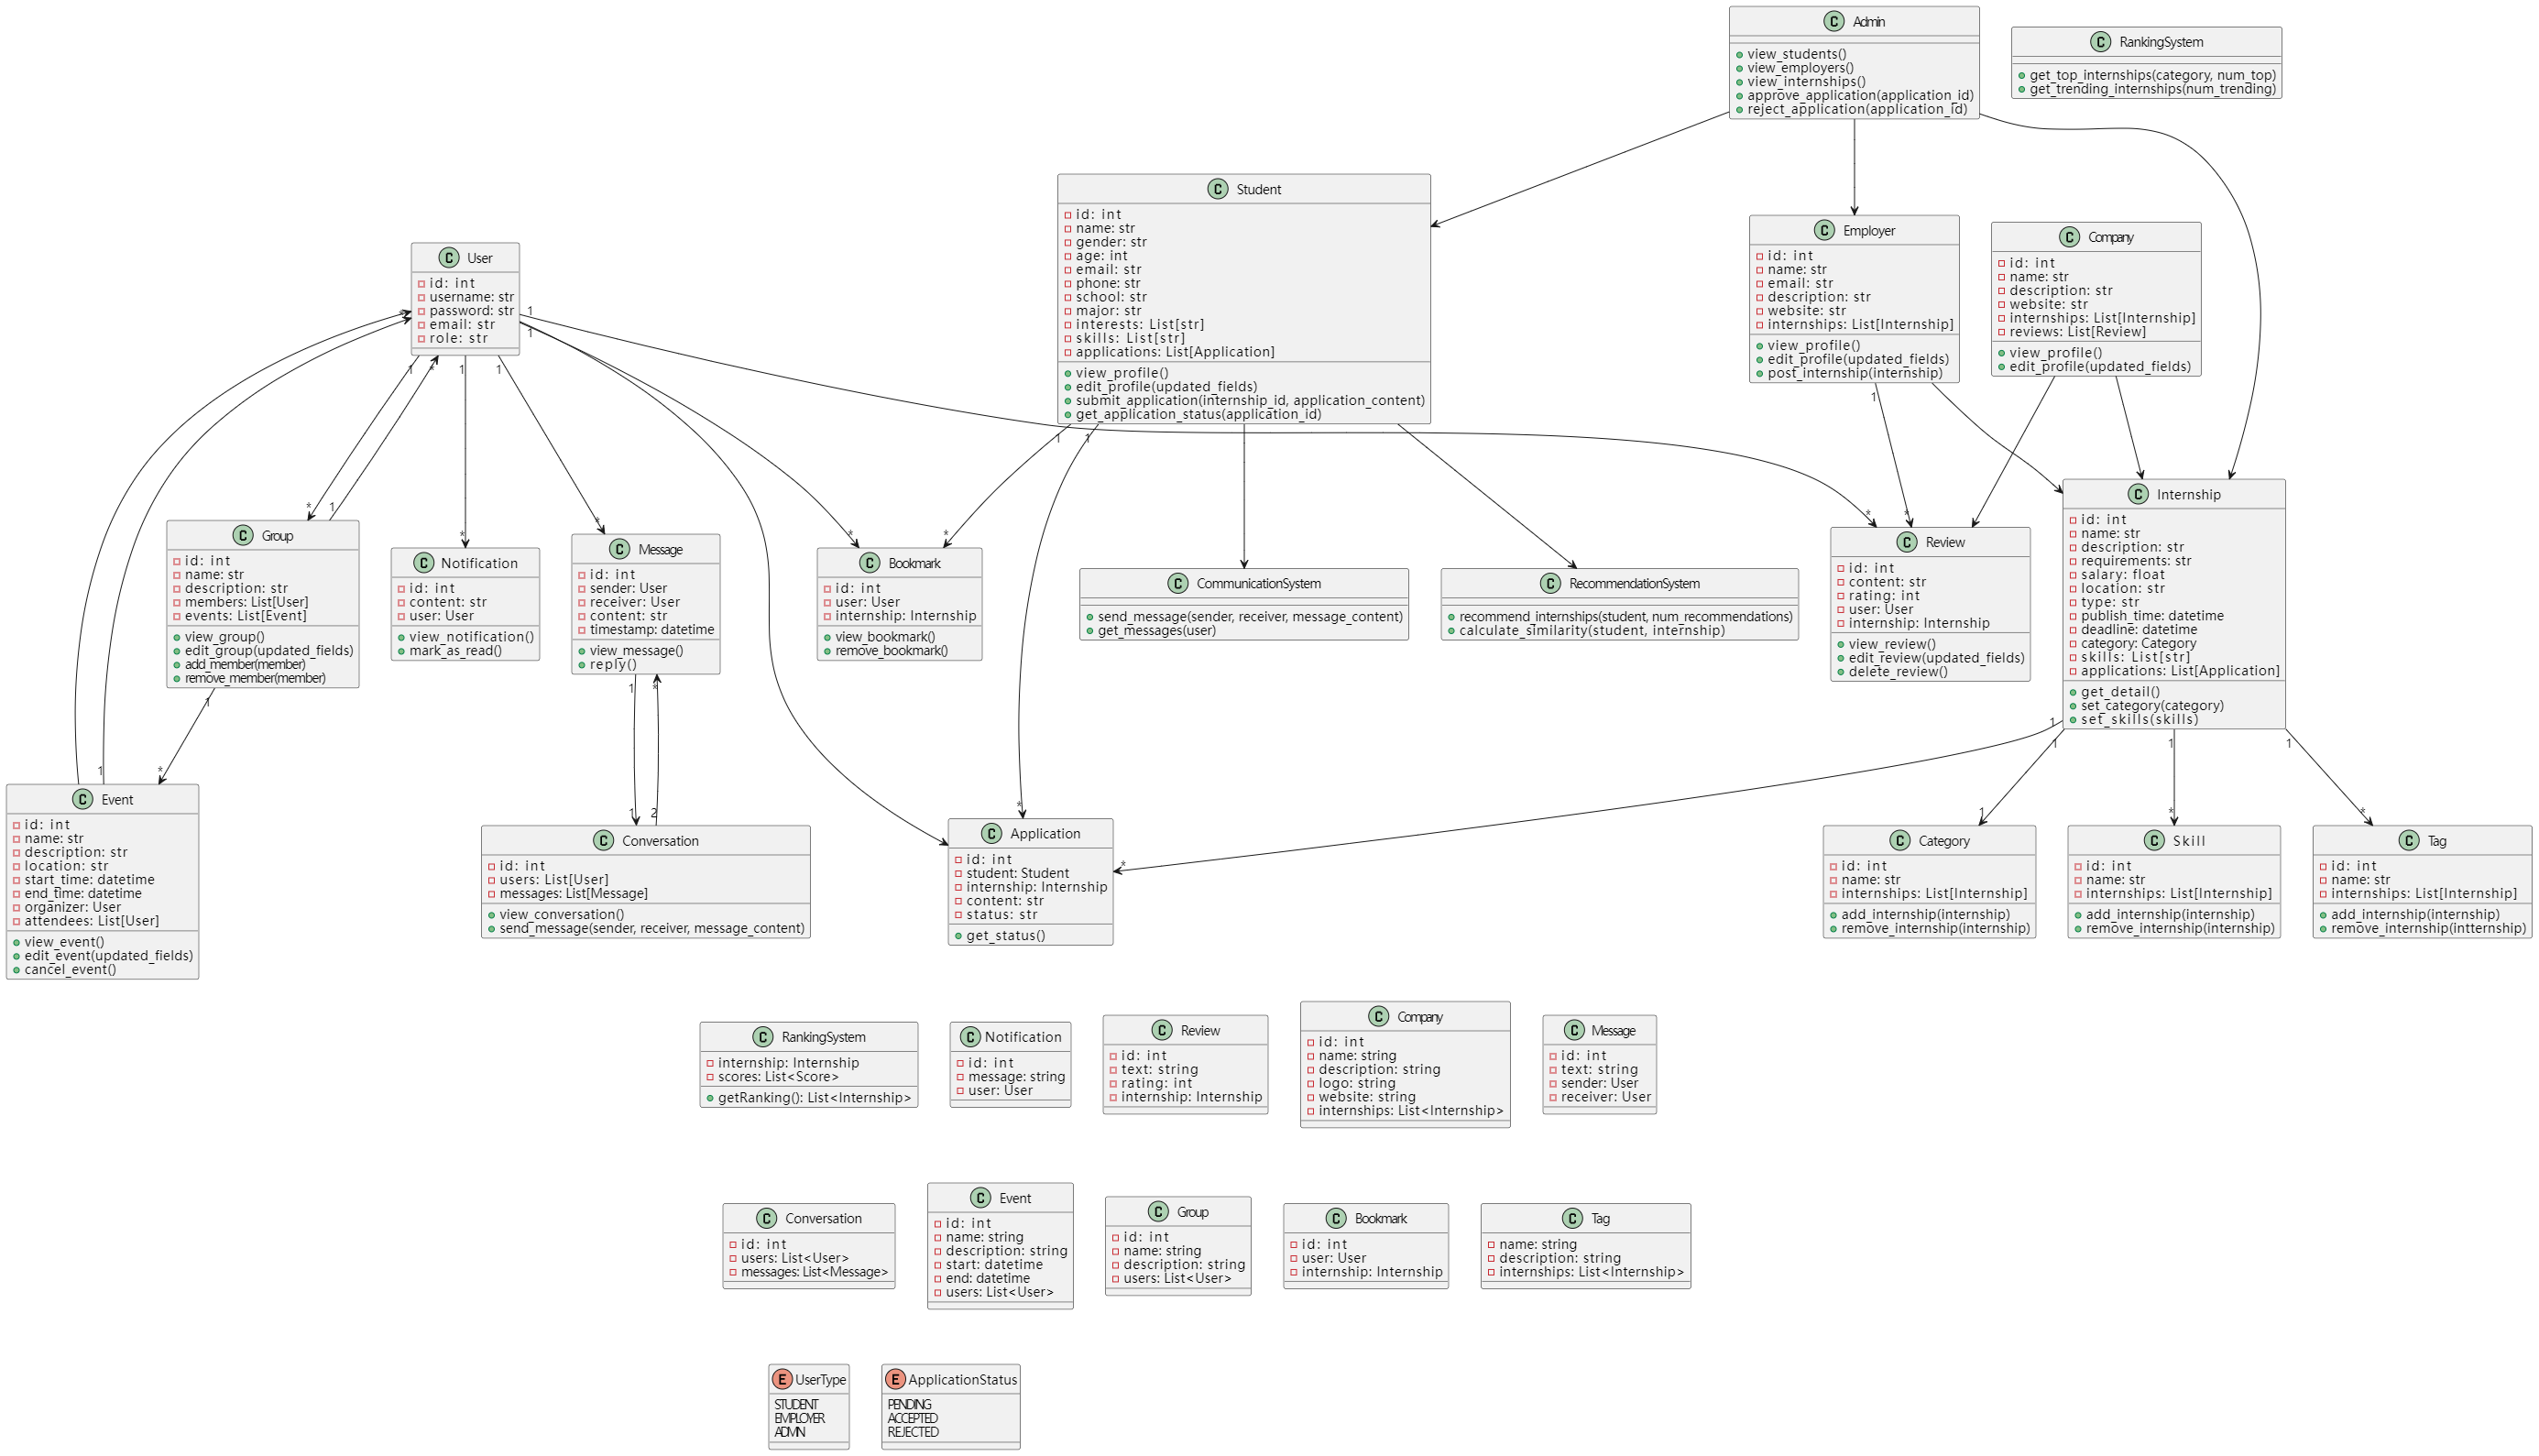 Admin
view_students()
view_employers()
view_internships()
approve_application(application_id)
reject_application(application_id)
RankingSystem
get_top_internships(category, num_top)
get_trending_internships(num_trending)
Student
id: int
name: str
gender: str
age: int
email: str
phone: str
school: str
major: str
interests: List[str]
skills: List[str]
applications: List[Application]
view_profile()
edit_profile(updated_fields)
submit_application(internship_id, application_content)
get_application_status(application_id)
Employer
id: int
name: str
email: str
description: str
website: str
internships: List[Internship]
view_profile()
edit_profile(updated_fields)
post_internship(internship)
Company
id: int
name: str
description: str
website: str
internships: List[Internship]
reviews: List[Review]
view_profile()
edit_profile(updated_fields)
User
id: int
username: str
password: str
email: str
role: str
1
1
*
1
*
1
1
1
1
1
*
1
*
*
*
*
*
*
*
Group
id: int
name: str
description: str
members: List[User]
events: List[Event]
view_group()
edit_group(updated_fields)
add_member(member)
remove_member(member)
Notification
id: int
content: str
user: User
view_notification()
mark_as_read()
Message
id: int
sender: User
receiver: User
content: str
timestamp: datetime
view_message()
reply()
Bookmark
id: int
user: User
internship: Internship
view_bookmark()
remove_bookmark()
CommunicationSystem
send_message(sender, receiver, message_content)
get_messages(user)
RecommendationSystem
recommend_internships(student, num_recommendations)
calculate_similarity(student, internship)
Review
id: int
content: str
rating: int
user: User
internship: Internship
view_review()
edit_review(updated_fields)
delete_review()
Internship
id: int
name: str
description: str
requirements: str
salary: float
location: str
type: str
publish_time: datetime
deadline: datetime
category: Category
skills: List[str]
applications: List[Application]
get_detail()
set_category(category)
set_skills(skills)
1
1
*
1
1
1
1
*
1
1
2
*
*
1
*
*
Event
id: int
name: str
description: str
location: str
start_time: datetime
end_time: datetime
organizer: User
attendees: List[User]
view_event()
edit_event(updated_fields)
cancel_event()
Conversation
id: int
users: List[User]
messages: List[Message]
view_conversation()
send_message(sender, receiver, message_content)
Application
id: int
student: Student
internship: Internship
content: str
status: str
get_status()
Category
id: int
name: str
internships: List[Internship]
add_internship(internship)
remove_internship(internship)
Skill
id: int
name: str
internships: List[Internship]
add_internship(internship)
remove_internship(internship)
Tag
id: int
name: str
internships: List[Internship]
add_internship(internship)
remove_internship(intternship)
RankingSystem
internship: Internship
scores: List<Score>
getRanking(): List<Internship>
Notification
id: int
message: string
user: User
Review
id: int
text: string
rating: int
internship: Internship
Company
id: int
name: string
description: string
logo: string
website: string
internships: List<Internship>
Message
id: int
text: string
sender: User
receiver: User
Conversation
id: int
users: List<User>
messages: List<Message>
Event
id: int
name: string
description: string
start: datetime
end: datetime
users: List<User>
Group
id: int
name: string
description: string
users: List<User>
Bookmark
id: int
user: User
internship: Internship
Tag
name: string
description: string
internships: List<Internship>
UserType
STUDENT
EMPLOYER
ADMIN
ApplicationStatus
PENDING
ACCEPTED
REJECTED